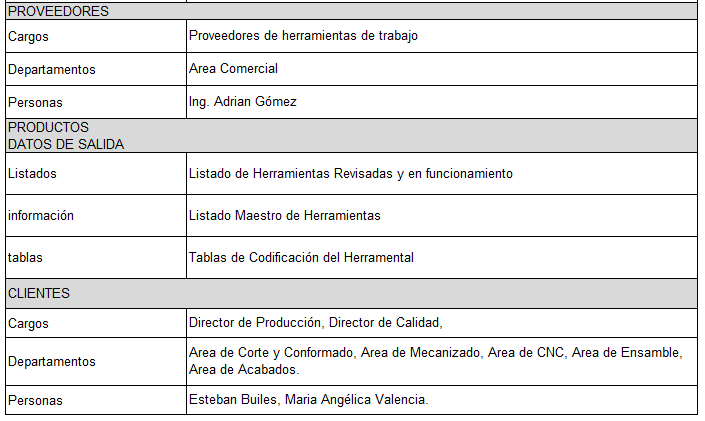 PROVEEDORES
Cargos Proveedores de herramientas de trabajo
Departamentos Area Comercial
Personas Ing. Adrian Gómez
PRODUCTOS
DATOS DE SALIDA
Listados Listado de Herramientas Revisadas y en funcionamiento
información Listado Maestro de Herramientas
tablas Tablas de Codificación del Herramental
CLIENTES
Cargos Director de Producción, Director de Calidad,
Departamentos Area de Corte y Conformado, Area de Mecanizado, Area de CNC, Area de Ensamble,
Area de Acabados.
Personas Esteban Builes, Maria Angélica Valencia.